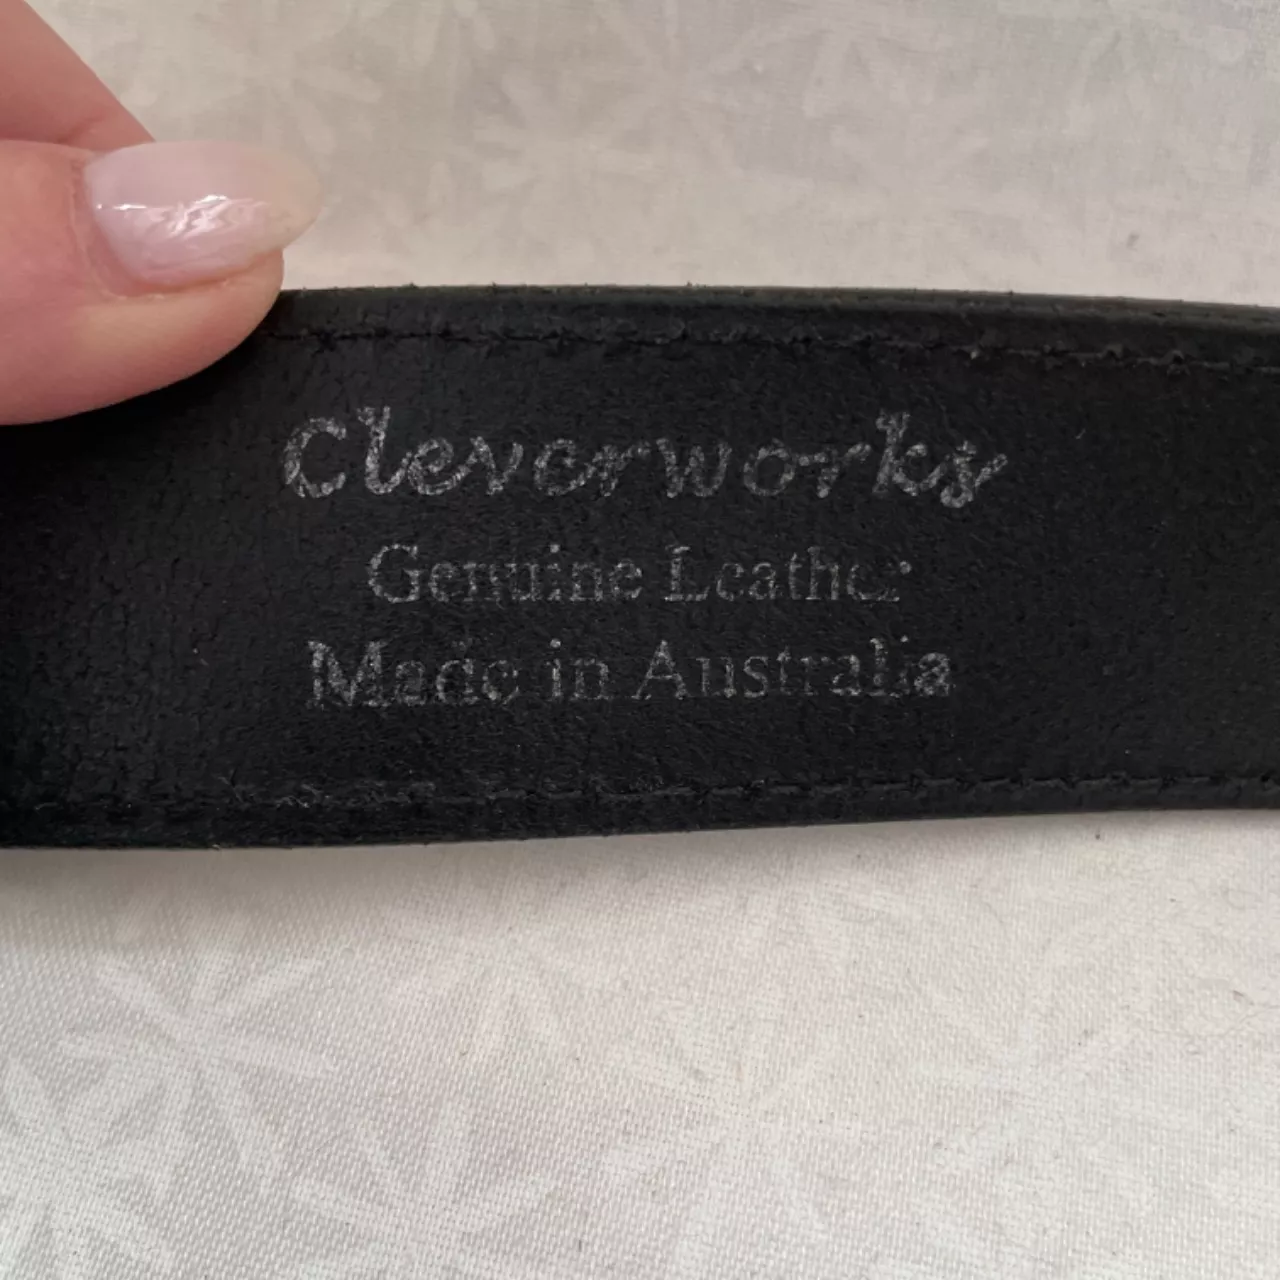 Cleverworks
Genuine Leather
Made in Australia